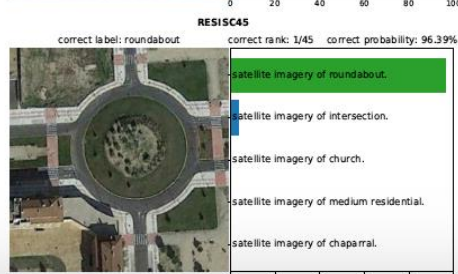 0 20 40 60 80 100
RESISC45
correct label: roundabout correct rank: 1/45 correct probability: 96.39%
satellite imagery of roundabout.
satellite imagery of intersection.
satellite imagery of church.
satellite imagery of medium residential.
satellite imagery of chaparral.